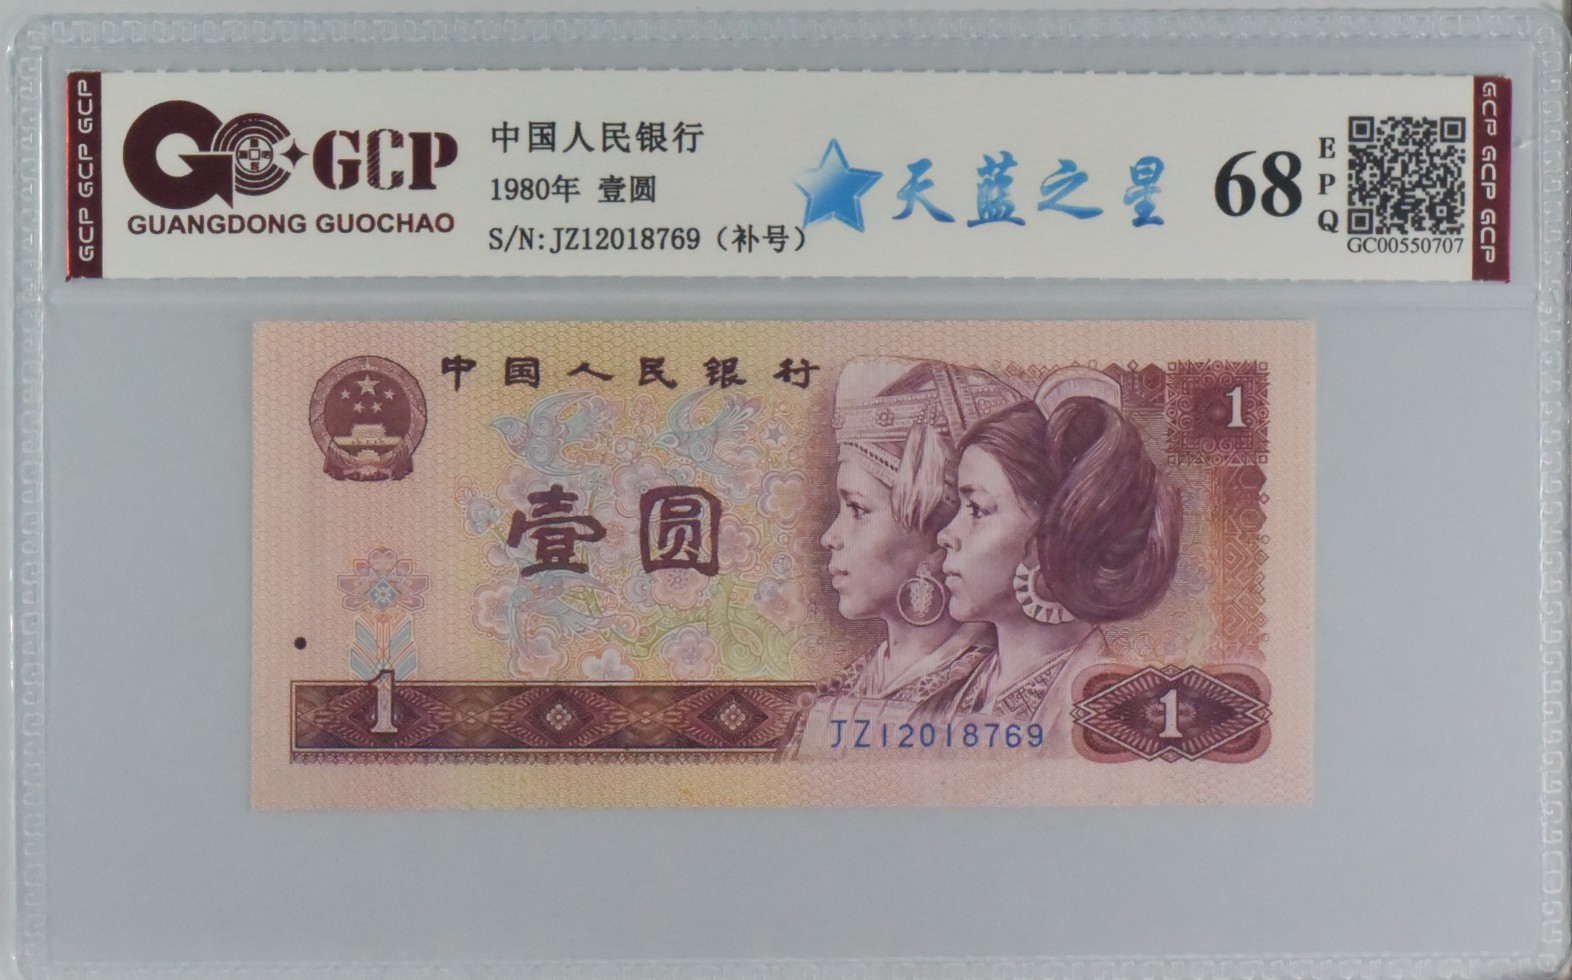 GCP GCP GCP
GCP
GUANGDONG GUOCHAO
中国人民银行
1980年 壹圆
S/N:JZ12018769（补号）
天蓝之星
68
EPQ
GC00550707
GCP GCP GCP
中国人民银行
1
壹圆
1
JZ12018769
1